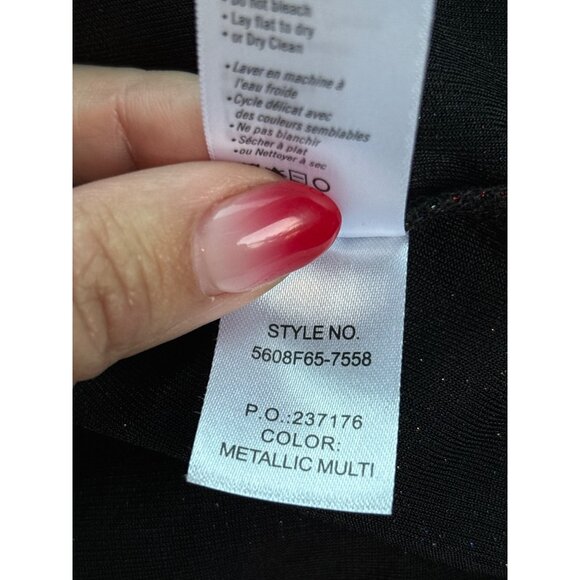 • Do not bleach
• Lay flat to dry
• or Dry Clean
• Laver en machine à
l'eau froide
• Cycle délicat avec
des couleurs semblables
• Ne pas blanchir
• Sécher à plat
• ou Nettoyer à sec
STYLE NO.
5608F65-7558
P.O.:237176
COLOR:
METALLIC MULTI